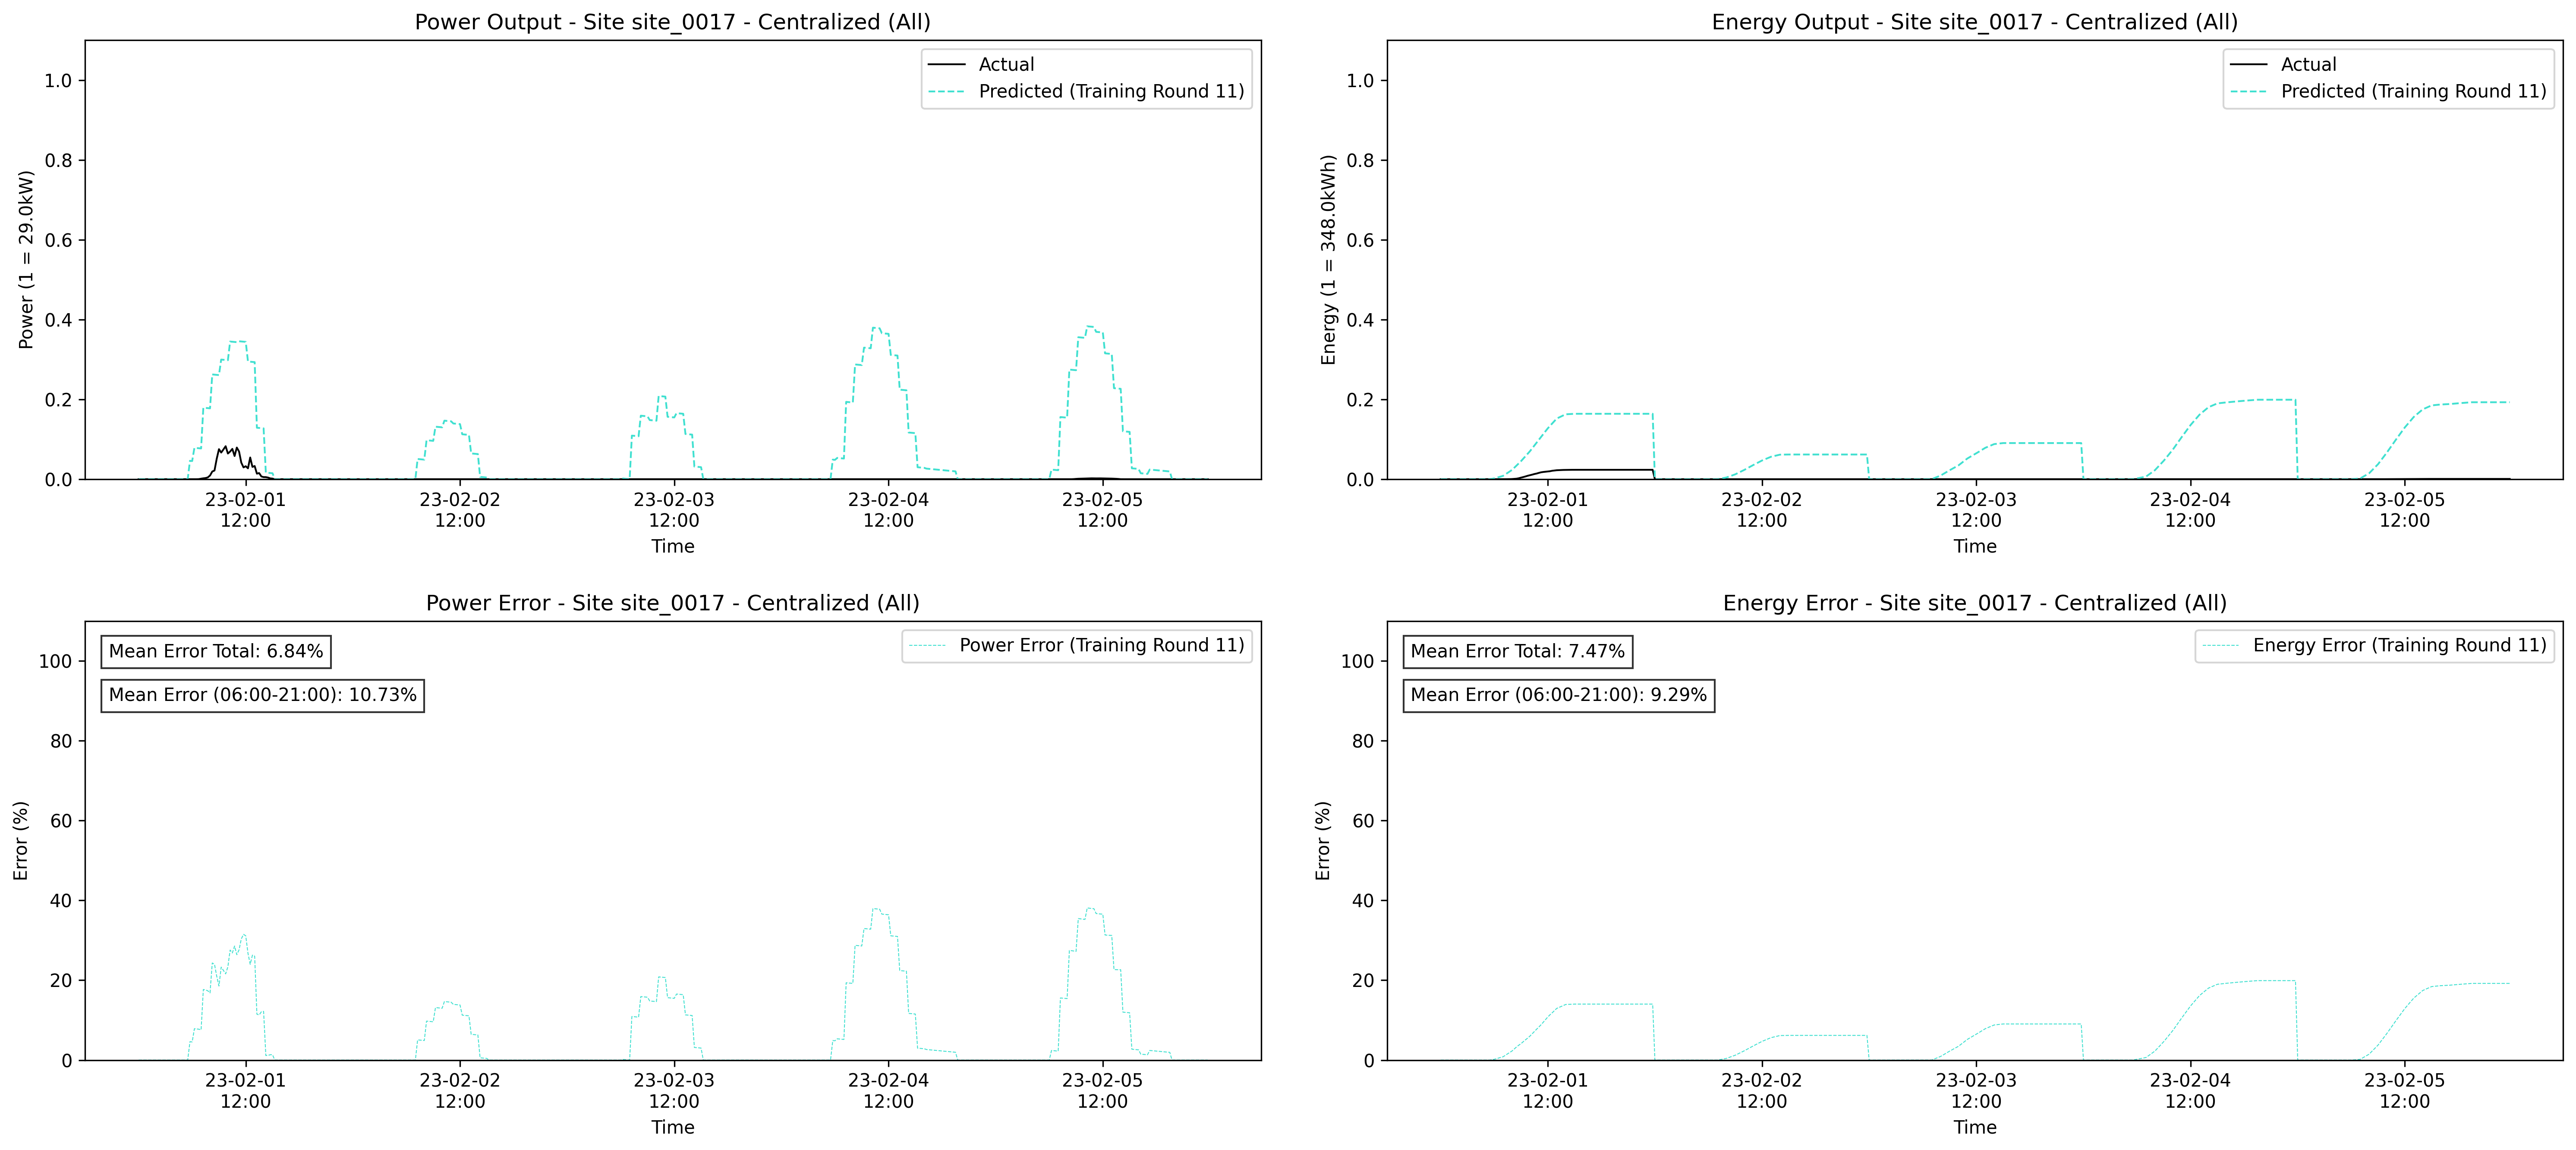 Power Output - Site site_0017 - Centralized (All)
Actual
Predicted (Training Round 11)
Power (1 = 29.0kW)
1.0
0.8
0.6
0.4
0.2
0.0
23-02-01
12:00
23-02-02
12:00
23-02-03
12:00
23-02-04
12:00
23-02-05
12:00
Time
Energy Output - Site site_0017 - Centralized (All)
Actual
Predicted (Training Round 11)
Energy (1 = 348.0kWh)
1.0
0.8
0.6
0.4
0.2
0.0
23-02-01
12:00
23-02-02
12:00
23-02-03
12:00
23-02-04
12:00
23-02-05
12:00
Time
Power Error - Site site_0017 - Centralized (All)
Mean Error Total: 6.84%
Mean Error (06:00-21:00): 10.73%
Power Error (Training Round 11)
Error (%)
100
80
60
40
20
0
23-02-01
12:00
23-02-02
12:00
23-02-03
12:00
23-02-04
12:00
23-02-05
12:00
Time
Energy Error - Site site_0017 - Centralized (All)
Mean Error Total: 7.47%
Mean Error (06:00-21:00): 9.29%
Energy Error (Training Round 11)
Error (%)
100
80
60
40
20
0
23-02-01
12:00
23-02-02
12:00
23-02-03
12:00
23-02-04
12:00
23-02-05
12:00
Time